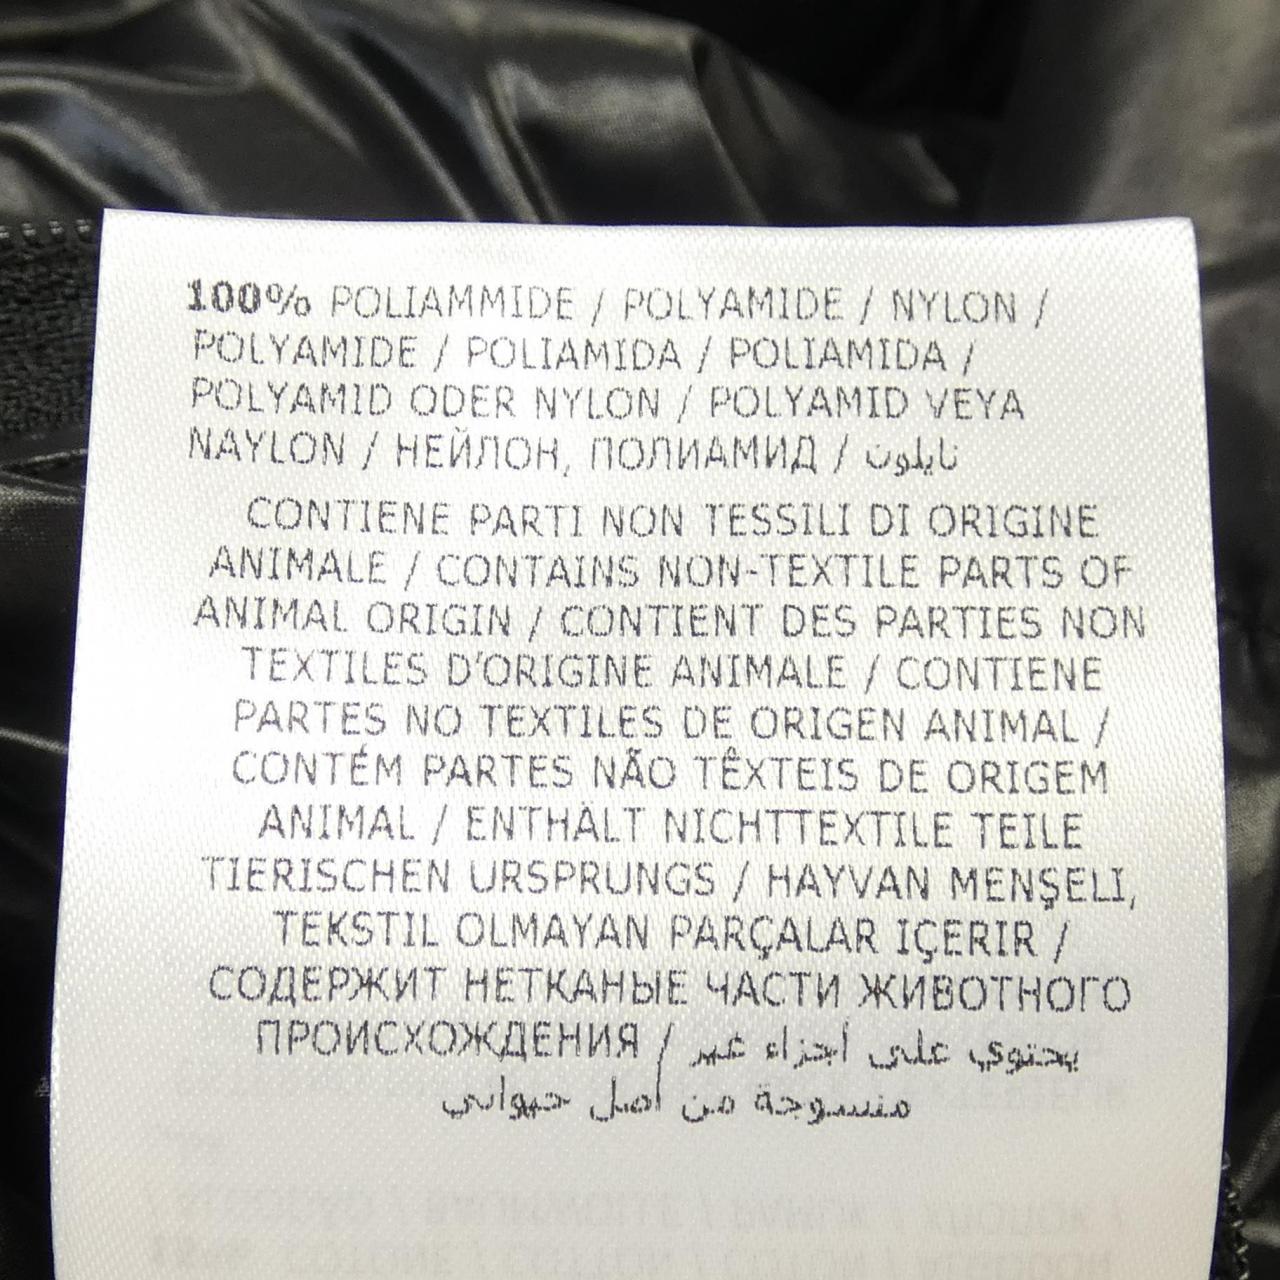 100% POLIAMMIDE / POLYAMIDE / NYLON /
POLYAMIDE / POLIAMIDA / POLIAMIDA /
POLYAMID ODER NYLON / POLYAMID VEYA
NAYLON / НЕЙЛОН, ПОЛИАМИД / نايلون
CONTIENE PARTI NON TESSILI DI ORIGINE
ANIMALE / CONTAINS NON-TEXTILE PARTS OF
ANIMAL ORIGIN / CONTIENT DES PARTIES NON
TEXTILES D'ORIGINE ANIMALE / CONTIENE
PARTES NO TEXTILES DE ORIGEN ANIMAL /
CONTÉM PARTES NÃO TÊXTEIS DE ORIGEM
ANIMAL / ENTHÄLT NICHTTEXTILE TEILE
TIERISCHEN URSPRUNGS / HAYVAN MENŞELI,
TEKSTIL OLMAYAN PARÇALAR IÇERIR /
СОДЕРЖИТ НЕТКАНЫЕ ЧАСТИ ЖИВОТНОГО
ПРОИСХОЖДЕНИЯ / يحتوي على أجزاء غير
منسوجة من أصل حيواني